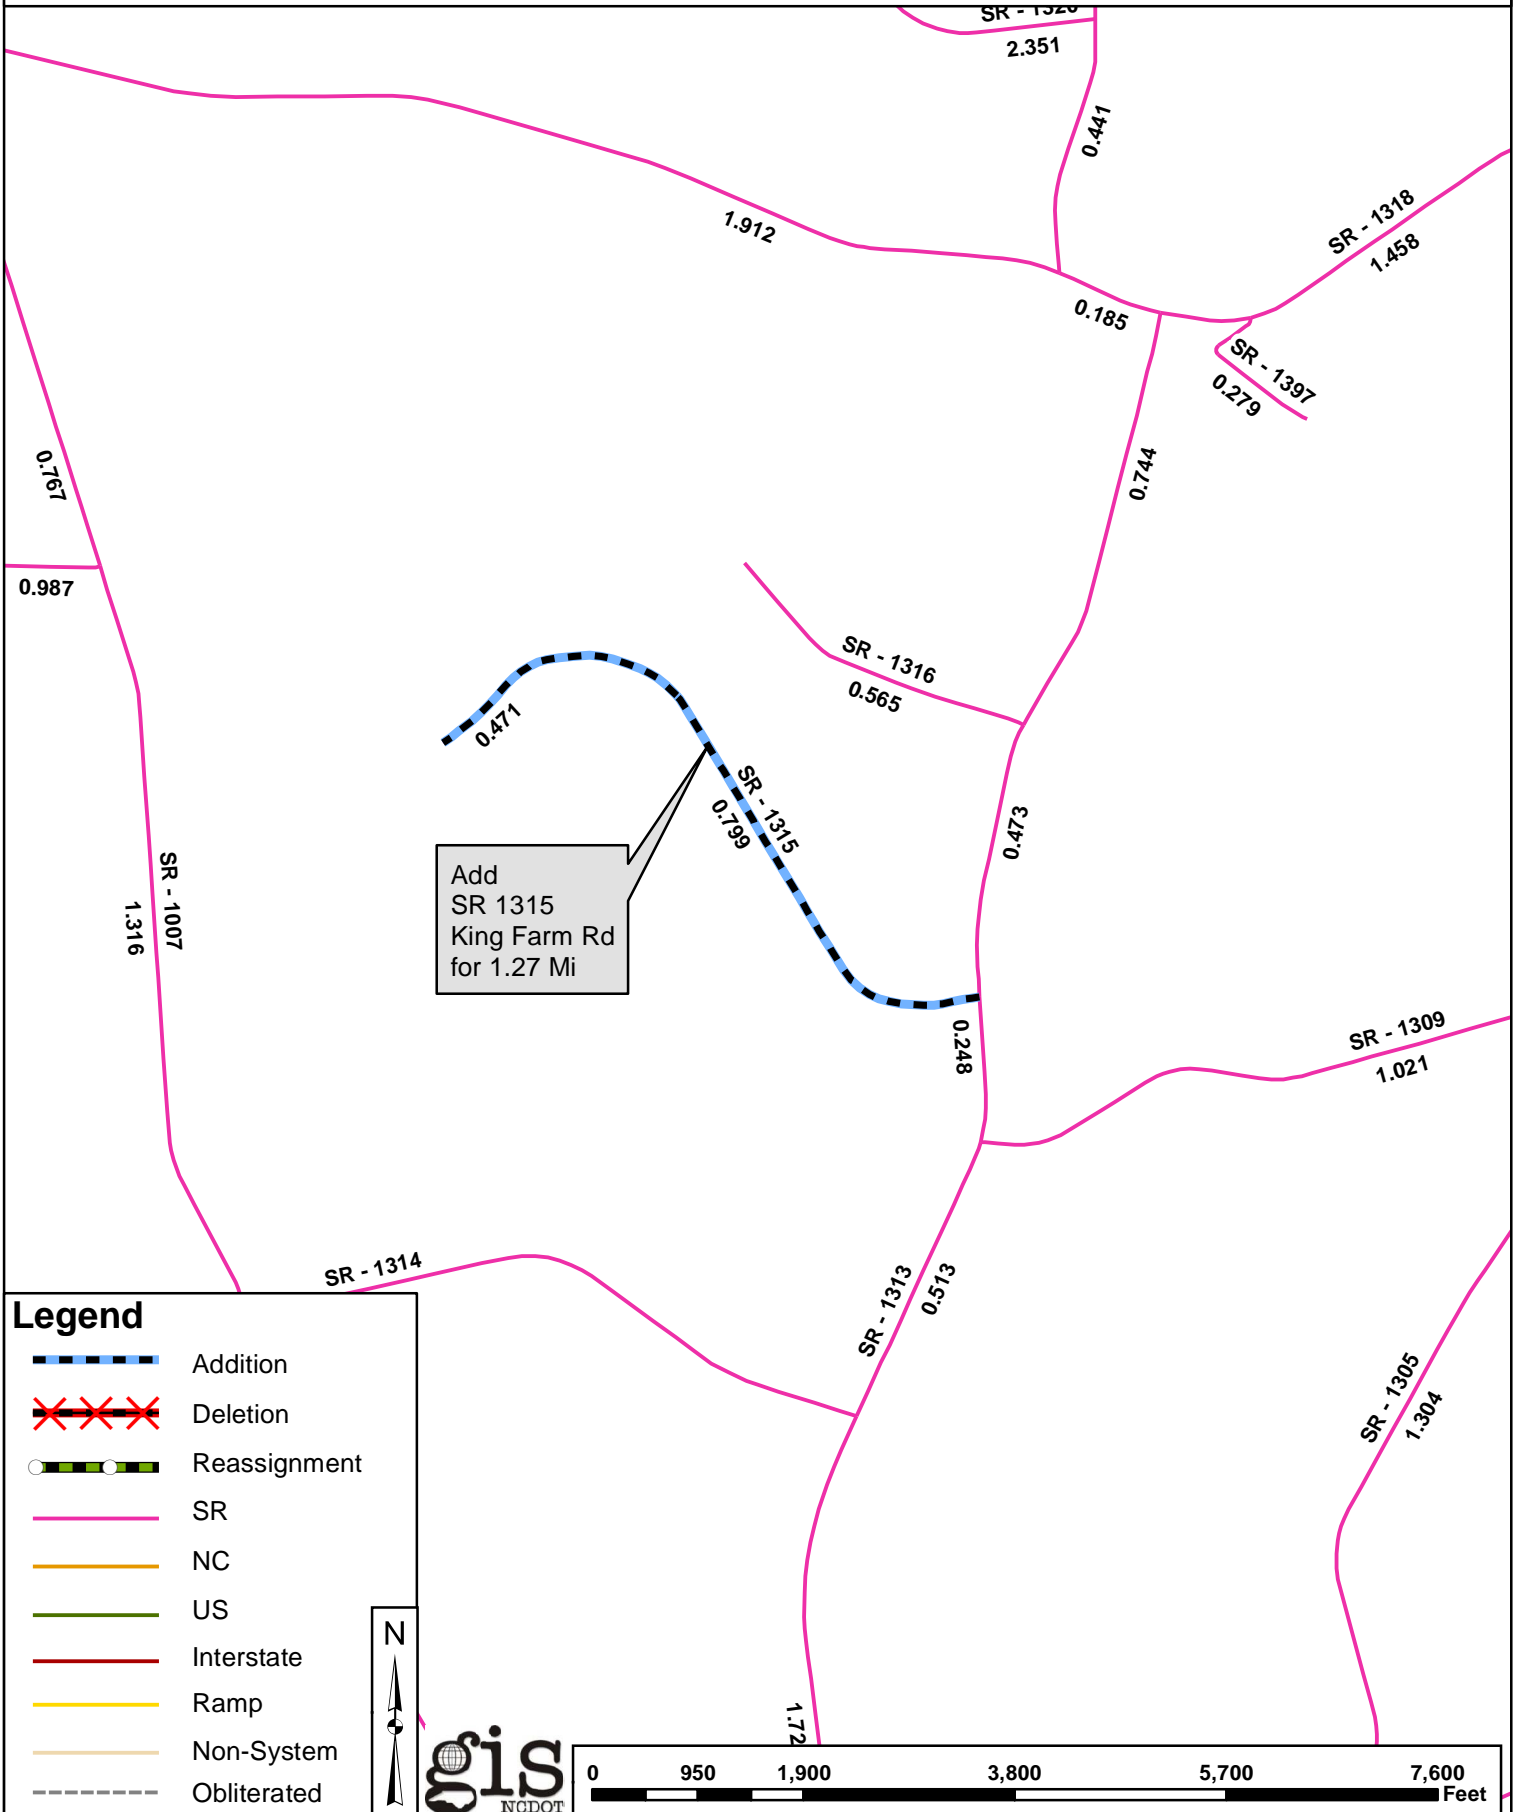 2.351
0.441
SR - 1318
1.458
1.912
0.185
SR - 1397
0.279
0.767
0.744
0.987
SR - 1316
0.565
0.471
SR - 1315
0.799
0.473
Add
SR 1315
King Farm Rd
for 1.27 Mi
SR - 1007
1.316
0.248
SR - 1309
1.021
SR - 1314
SR - 1313
0.513
SR - 1305
1.304
1.72
Legend
Addition
Deletion
Reassignment
SR
NC
US
Interstate
Ramp
Non-System
Obliterated
N
gis
NCDOT
0 950 1,900 3,800 5,700 7,600
Feet